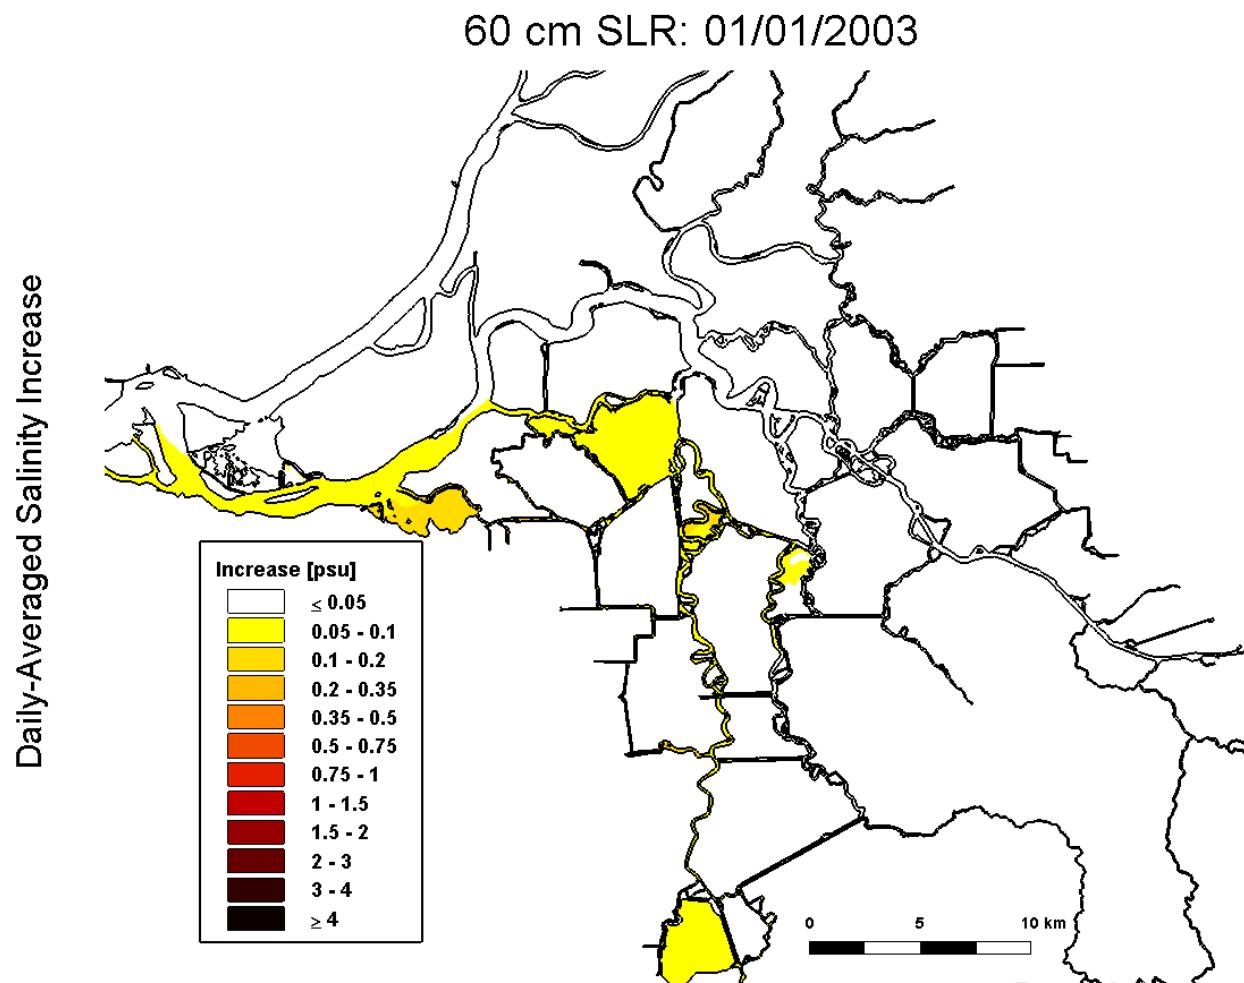 60 cm SLR: 01/01/2003
Daily-Averaged Salinity Increase
Increase [psu]
≤ 0.05
0.05 - 0.1
0.1 - 0.2
0.2 - 0.35
0.35 - 0.5
0.5 - 0.75
0.75 - 1
1 - 1.5
1.5 - 2
2 - 3
3 - 4
≥ 4
0 5 10 km